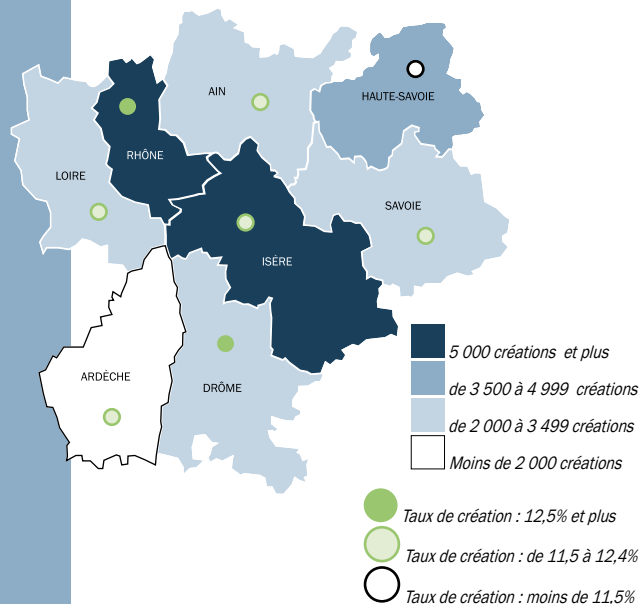 AIN
HAUTE-SAVOIE
RHÔNE
LOIRE
SAVOIE
ISÈRE
ARDÈCHE
DRÔME
5 000 créations et plus
de 3 500 à 4 999 créations
de 2 000 à 3 499 créations
Moins de 2 000 créations
Taux de création : 12,5% et plus
Taux de création : de 11,5 à 12,4%
Taux de création : moins de 11,5%